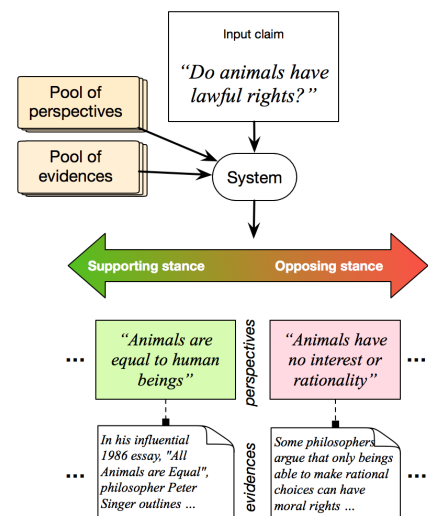 Input claim
“Do animals have
lawful rights?”
Pool of
perspectives
Pool of
evidences
System
Supporting stance
Opposing stance
“Animals are
equal to human
beings”
perspectives
“Animals have
no interest or
rationality”
...
...
In his influential
1986 essay, "All
Animals are Equal",
philosopher Peter
Singer outlines ...
evidences
Some philosophers
argue that only beings
able to make rational
choices can have
moral rights ...
...
...